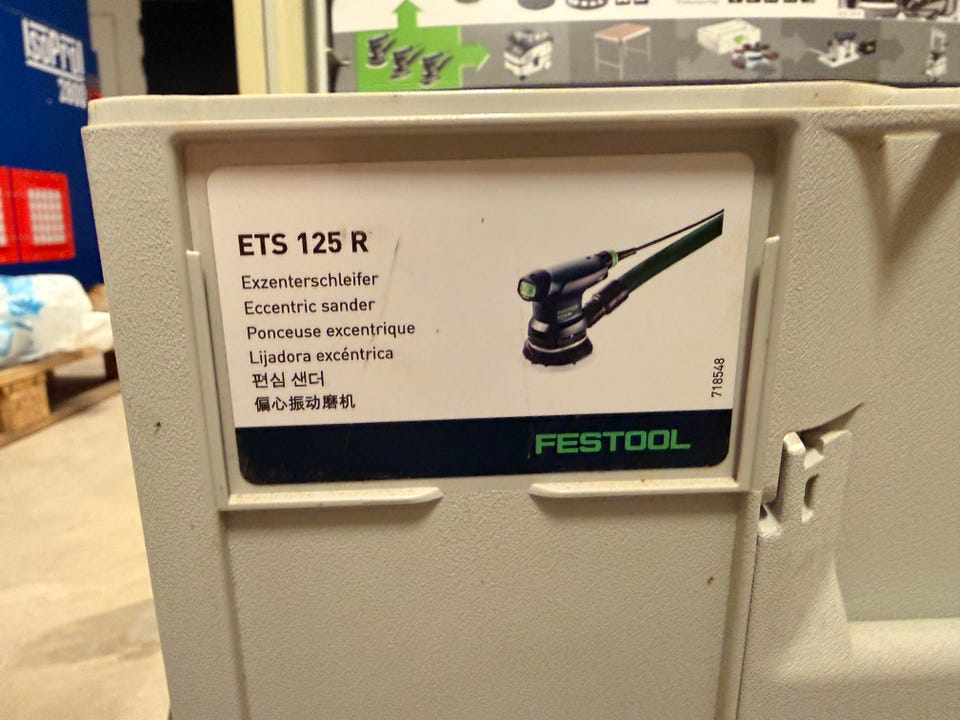 IsoPro
ETS 125 R
Exzenterschleifer
Eccentric sander
Ponceuse excentrique
Lijadora excéntrica
편심 샌더
偏心振动磨机
718548
FESTOOL